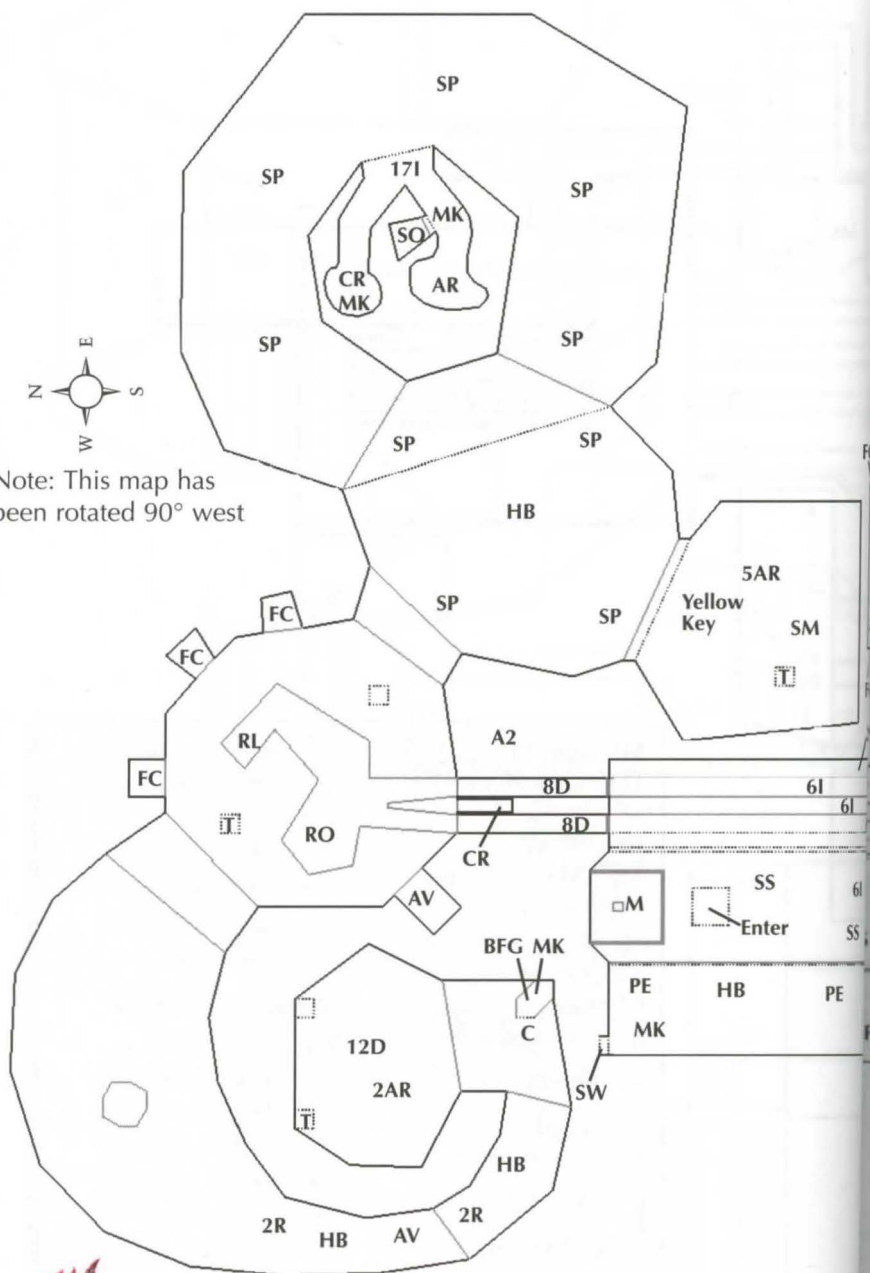 SP
SP
17I
SP
MK
SO
CR
AR
MK
E
SP
SP
N
S
W
SP
SP
Note: This map has
been rotated 90° west
HB
5AR
SP
SP
Yellow
Key
SM
FC
FC
T
RL
A2
FC
8D
6I
6I
T
RO
8D
CR
AV
SS
6I
M
Enter
SS
BFG MK
PE
HB
PE
C
MK
12D
2AR
SW
T
HB
2R
2R
HB
AV